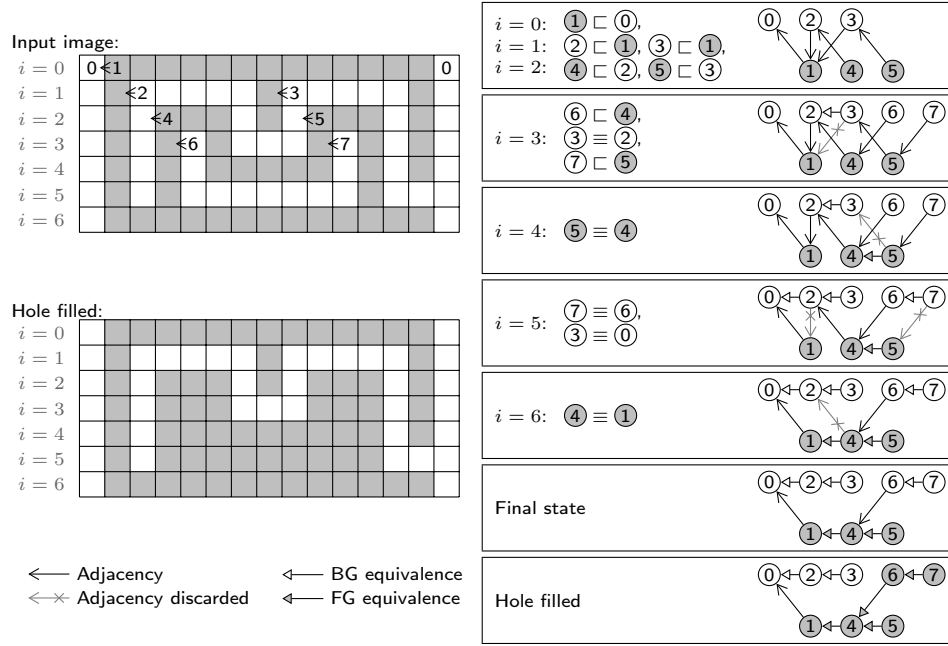 Input image:
i = 0 0 1 0
i = 1 2 3
i = 2 4 5
i = 3 6 7
i = 4
i = 5
i = 6
Hole filled:
i = 0
i = 1
i = 2
i = 3
i = 4
i = 5
i = 6
Adjacency
Adjacency discarded
BG equivalence
FG equivalence
i = 0: 1 ⊏ 0,
i = 1: 2 ⊏ 1, 3 ⊏ 1,
i = 2: 4 ⊏ 2, 5 ⊏ 3
0 2 3
1 4 5
6 ⊏ 4,
i = 3: 3 ≡ 2,
7 ⊏ 5
0 2 3 6 7
1 4 5
i = 4: 5 ≡ 4
0 2 3 6 7
1 4 5
i = 5: 7 ≡ 6,
3 ≡ 0
0 2 3 6 7
1 4 5
i = 6: 4 ≡ 1
0 2 3 6 7
1 4 5
Final state
0 2 3 6 7
1 4 5
Hole filled
0 2 3 6 7
1 4 5